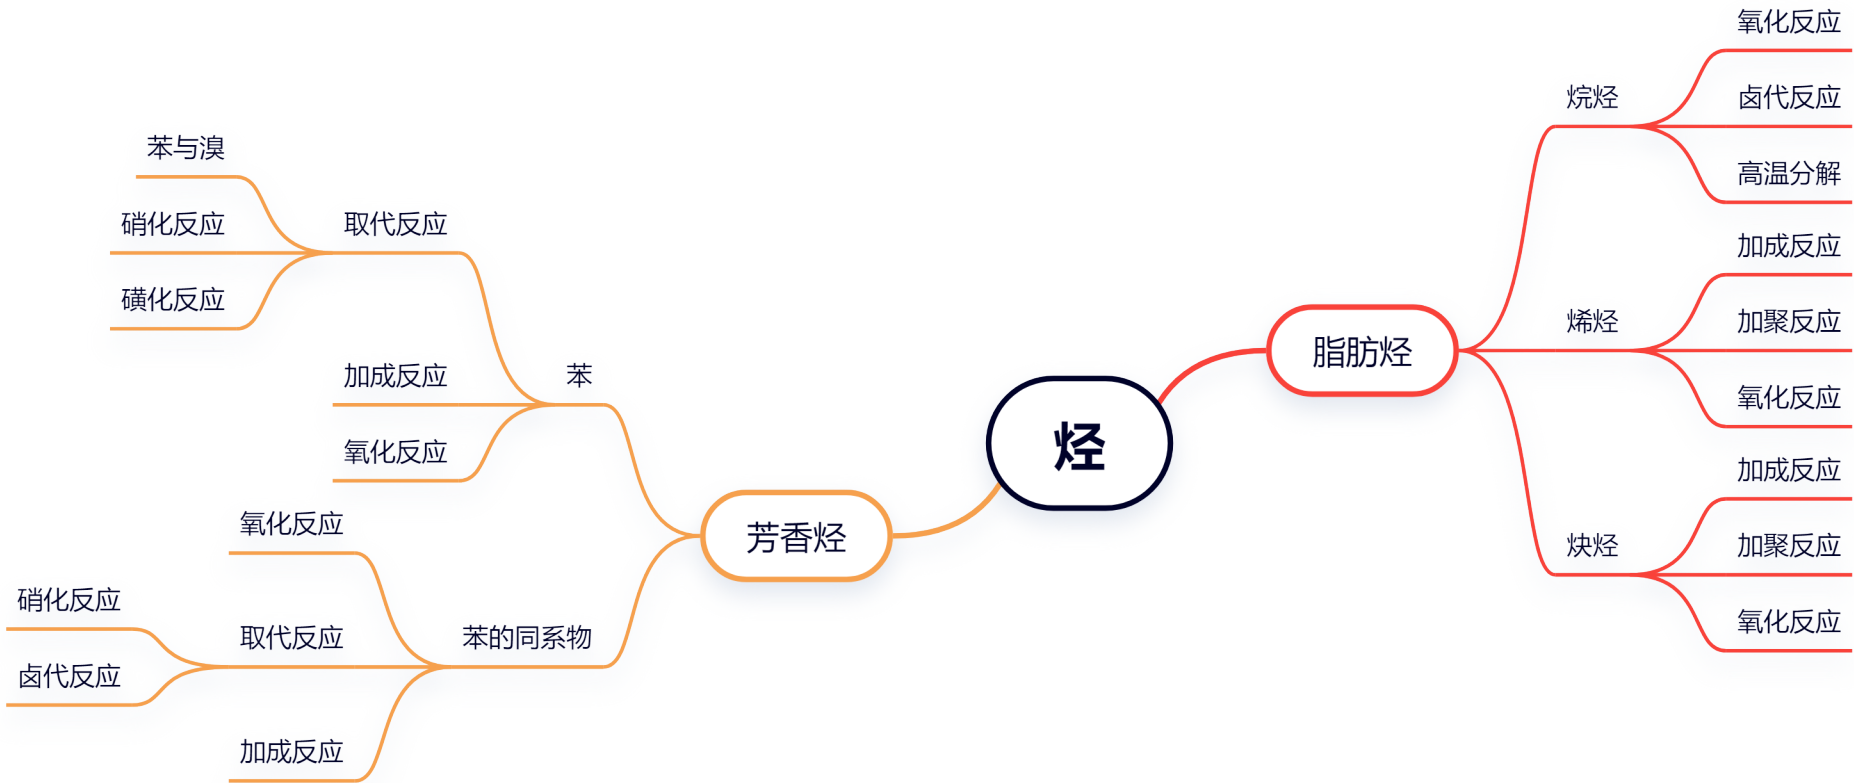 烃
脂肪烃
烷烃
氧化反应
卤代反应
高温分解
烯烃
加成反应
加聚反应
氧化反应
炔烃
加成反应
加聚反应
氧化反应
芳香烃
苯
取代反应
苯与溴
硝化反应
磺化反应
加成反应
氧化反应
苯的同系物
氧化反应
取代反应
硝化反应
卤代反应
加成反应